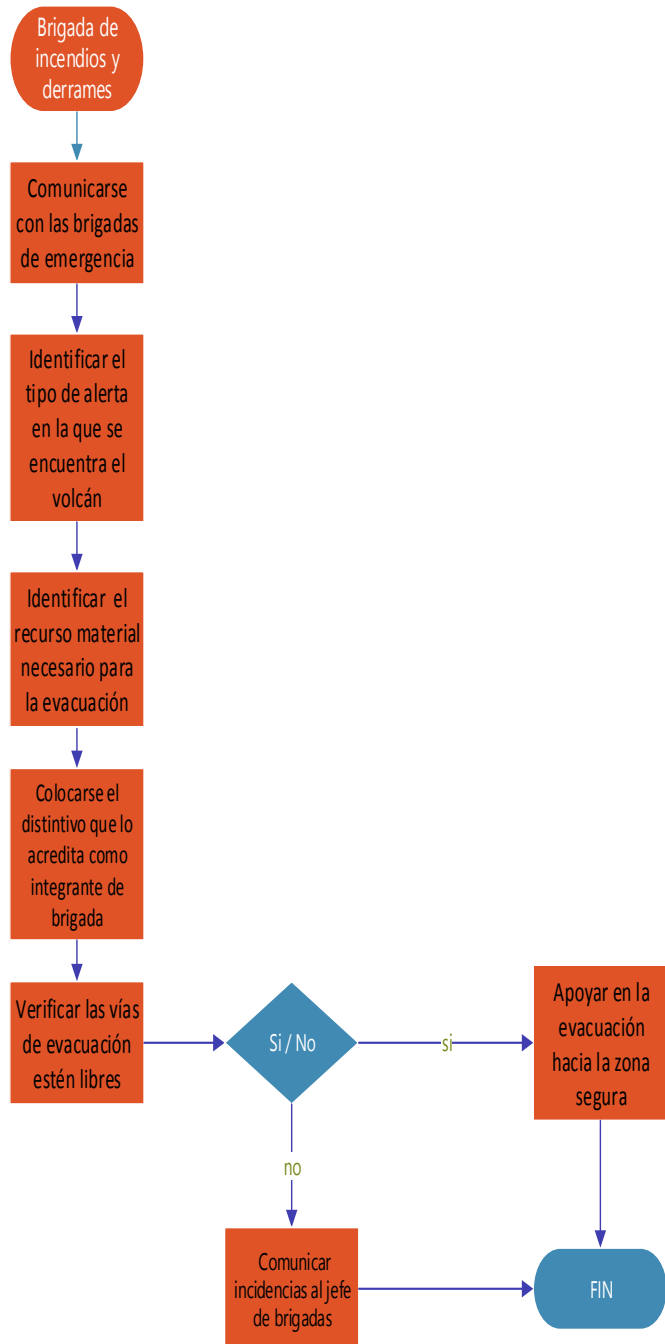 Brigada de
incendios y
derrames
Comunicarse
con las brigadas
de emergencia
Identificar el
tipo de alerta
en la que se
encuentra el
volcán
Identificar el
recurso material
necesario para
la evacuación
Colocarse el
distintivo que lo
acredita como
integrante de
brigada
Verificar las vías
de evacuación
estén libres
Si / No
si
Apoyar en la
evacuación
hacia la zona
segura
no
Comunicar
incidencias al jefe
de brigadas
FIN